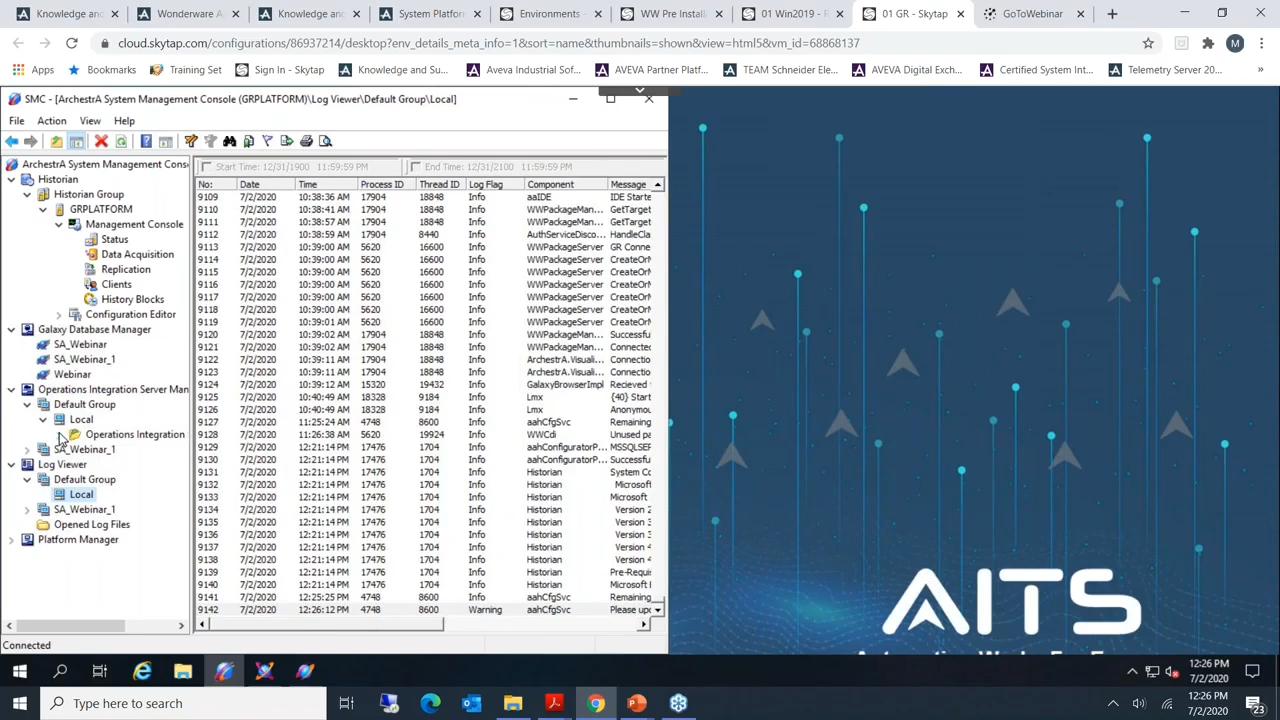 Knowledge and
Wonderware A
Knowledge and
System Platfor
Environments -
WW Pre Install
01 Win2019 - R
01 GR - Skytap
GoToWebinar
cloud.skytap.com/configurations/86937214/desktop?env_details_meta_info=1&sort=name&thumbnails=shown&view=html5&vm_id=68868137
M
Apps
Bookmarks
Training Set
Sign In - Skytap
Knowledge and Su...
Aveva Industrial Sof...
AVEVA Partner Platf...
TEAM Schneider Ele...
AVEVA Digital Exch...
Certified System Int...
Telemetry Server 20...
SMC - [ArchestrA System Management Console (GRPLATFORM)\Log Viewer\Default Group\Local]
File Action View Help
ArchestrA System Management Conso
Historian
Historian Group
GRPLATFORM
Management Console
Status
Data Acquisition
Replication
Clients
History Blocks
Configuration Editor
Galaxy Database Manager
SA_Webinar
SA_Webinar_1
Webinar
Operations Integration Server Man
Default Group
Local
Operations Integration
SA_Webinar_1
Log Viewer
Default Group
Local
SA_Webinar_1
Opened Log Files
Platform Manager
Start Time: 12/31/1900 11:59:59 PM
End Time: 12/31/2100 11:59:59 PM
No: Date Time Process ID Thread ID Log Flag Component Message
9109 7/2/2020 10:38:36 AM 17904 18848 Info aaIDE IDE Starte
9110 7/2/2020 10:38:41 AM 17904 18848 Info WWPackageMan... GetTarget
9111 7/2/2020 10:38:57 AM 17904 18848 Info WWPackageMan... GetTarget
9112 7/2/2020 10:38:59 AM 17904 8440 Info AuthServiceDisco... HandleCla
9113 7/2/2020 10:39:00 AM 5620 16600 Info WWPackageServer GR Conne
9114 7/2/2020 10:39:00 AM 5620 16600 Info WWPackageServer CreateOrM
9115 7/2/2020 10:39:00 AM 5620 16600 Info WWPackageServer CreateOrM
9116 7/2/2020 10:39:00 AM 5620 16600 Info WWPackageServer CreateOrM
9117 7/2/2020 10:39:00 AM 5620 16600 Info WWPackageServer CreateOrM
9118 7/2/2020 10:39:00 AM 5620 16600 Info WWPackageServer CreateOrM
9119 7/2/2020 10:39:01 AM 5620 16600 Info WWPackageServer CreateOrM
9120 7/2/2020 10:39:02 AM 17904 18848 Info WWPackageMan... Successfu
9121 7/2/2020 10:39:02 AM 17904 18848 Info WWPackageMan... Connected
9122 7/2/2020 10:39:11 AM 17904 18848 Info ArchestrA.Visuali... Connectio
9123 7/2/2020 10:39:11 AM 17904 18848 Info ArchestrA.Visuali... Connectio
9124 7/2/2020 10:39:12 AM 15320 19432 Info GalaxyBrowserImpl Recieved f
9125 7/2/2020 10:40:49 AM 18328 9184 Info Lmx {40} Start
9126 7/2/2020 10:40:49 AM 18328 9184 Info Lmx Anonymou
9127 7/2/2020 11:25:24 AM 4748 8600 Info aahCfgSvc Remaining
9128 7/2/2020 11:26:38 AM 5620 19924 Info WWCdi Unused pa
9129 7/2/2020 12:21:14 PM 17476 1704 Info aahConfiguratorP... MSSQLSER
9130 7/2/2020 12:21:14 PM 17476 1704 Info aahConfiguratorP... MSSQLSER
9131 7/2/2020 12:21:14 PM 17476 1704 Info Historian System Co
9132 7/2/2020 12:21:14 PM 17476 1704 Info Historian Microsof
9133 7/2/2020 12:21:14 PM 17476 1704 Info Historian Microsoft
9134 7/2/2020 12:21:14 PM 17476 1704 Info Historian Version 2
9135 7/2/2020 12:21:14 PM 17476 1704 Info Historian Version 3
9136 7/2/2020 12:21:14 PM 17476 1704 Info Historian Version 3
9137 7/2/2020 12:21:14 PM 17476 1704 Info Historian Version 4
9138 7/2/2020 12:21:14 PM 17476 1704 Info Historian Version 4
9139 7/2/2020 12:21:14 PM 17476 1704 Info Historian Pre-Requi
9140 7/2/2020 12:21:14 PM 17476 1704 Info Historian Microsoft
9141 7/2/2020 12:25:25 PM 4748 8600 Info aahCfgSvc Remaining
9142 7/2/2020 12:26:12 PM 4748 8600 Warning aahCfgSvc Please upd
Connected
AITS
12:26 PM
7/2/2020
Type here to search
12:26 PM
7/2/2020
23